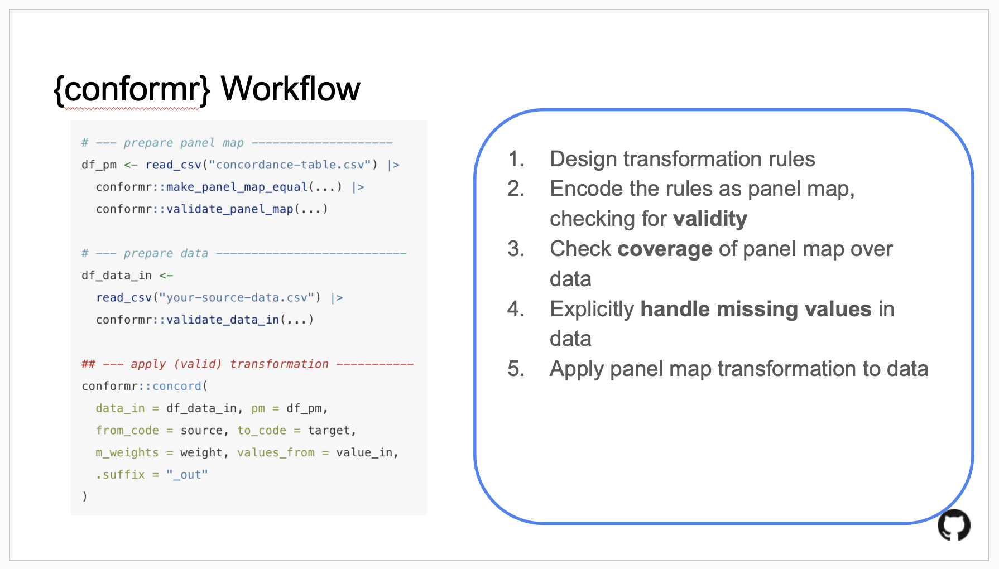 {conformr} Workflow
# --- prepare panel map --------------------
df_pm <- read_csv("concordance-table.csv") |>
  conformr::make_panel_map_equal(...) |>
  conformr::validate_panel_map(...)
# --- prepare data ---------------------------
df_data_in <-
  read_csv("your-source-data.csv") |>
  conformr::validate_data_in(...)
## --- apply (valid) transformation -----------
conformr::concord(
  data_in = df_data_in, pm = df_pm,
  from_code = source, to_code = target,
  m_weights = weight, values_from = value_in,
  .suffix = "_out"
)
1. Design transformation rules
2. Encode the rules as panel map,
checking for validity
3. Check coverage of panel map over
data
4. Explicitly handle missing values in
data
5. Apply panel map transformation to data